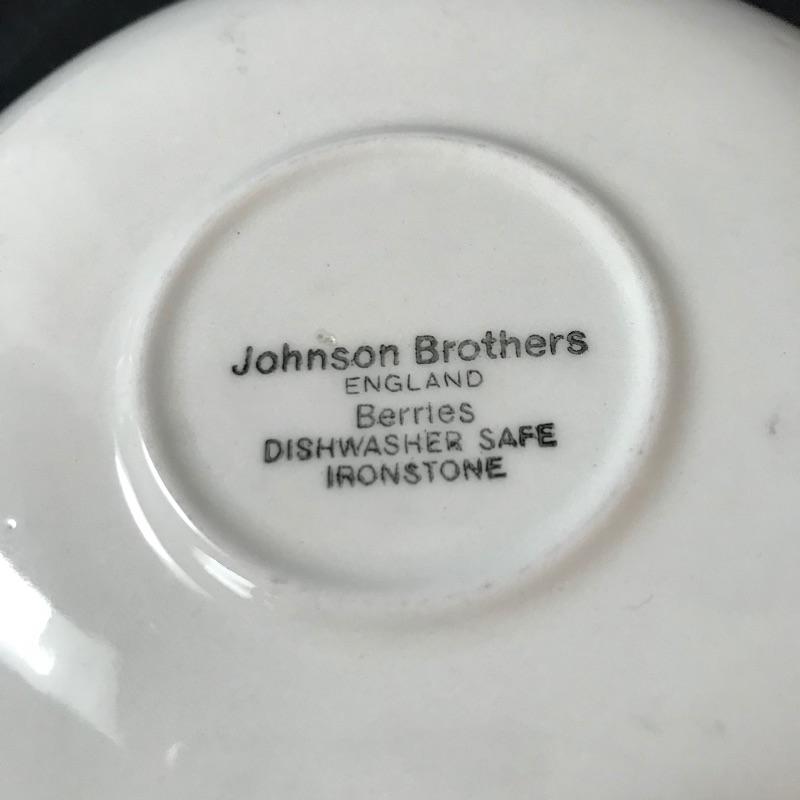 Johnson Brothers
ENGLAND
Berries
DISHWASHER SAFE
IRONSTONE